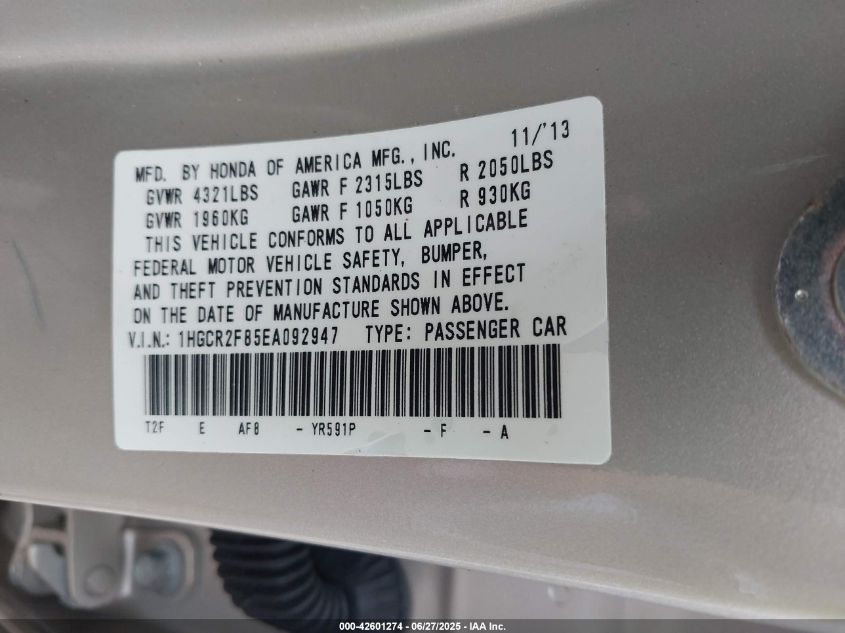 11/'13
MFD. BY HONDA OF AMERICA MFG., INC.
GVWR 4321LBS GAWR F 2315LBS R 2050LBS
GVWR 1960KG GAWR F 1050KG R 930KG
THIS VEHICLE CONFORMS TO ALL APPLICABLE
FEDERAL MOTOR VEHICLE SAFETY, BUMPER,
AND THEFT PREVENTION STANDARDS IN EFFECT
ON THE DATE OF MANUFACTURE SHOWN ABOVE.
V.I.N.: 1HGCR2F85EA092947 TYPE: PASSENGER CAR
T2F E AF8 - YR591P - F - A
000-42601274 | 06/27/2025 - IAA Inc.